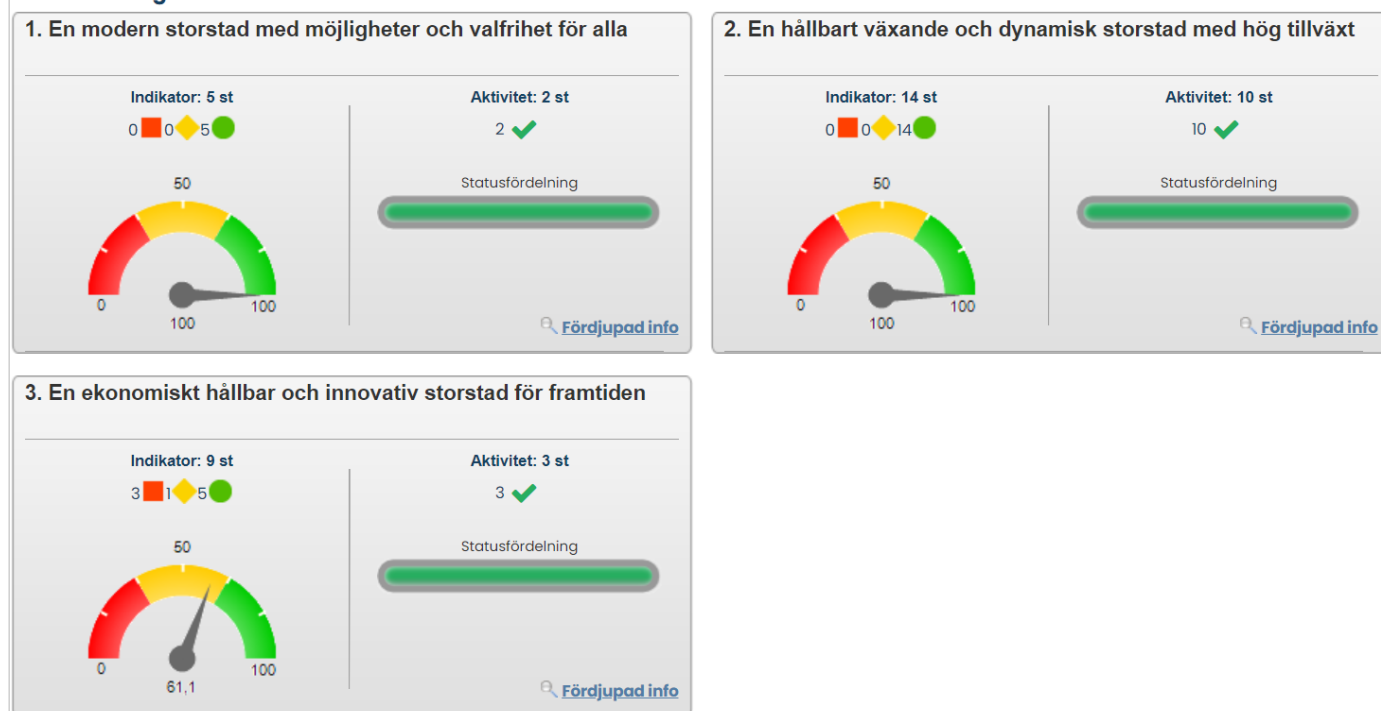 1. En modern storstad med möjligheter och valfrihet för alla
Indikator: 5 st
0 0 5
50
0
100
100
Aktivitet: 2 st
2
Statusfördelning
Fördjupad info
2. En hållbart växande och dynamisk storstad med hög tillväxt
Indikator: 14 st
0 0 14
50
0
100
100
Aktivitet: 10 st
10
Statusfördelning
Fördjupad info
3. En ekonomiskt hållbar och innovativ storstad för framtiden
Indikator: 9 st
3 1 5
50
0
100
61,1
Aktivitet: 3 st
3
Statusfördelning
Fördjupad info